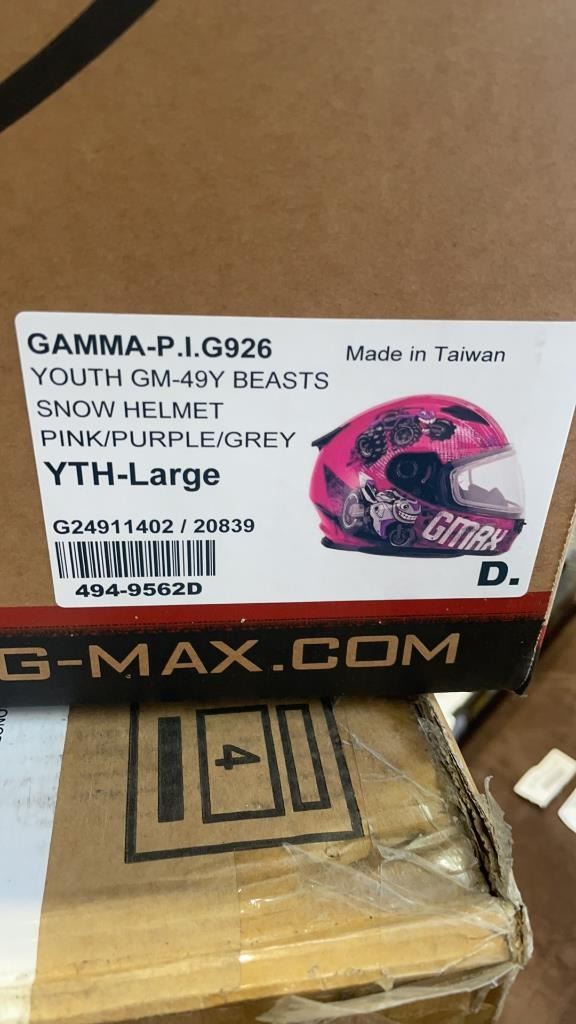 GAMMA-P.I.G926
Made in Taiwan
YOUTH GM-49Y BEASTS
SNOW HELMET
PINK/PURPLE/GREY
YTH-Large
G24911402 / 20839
494-9562D
GMAX
D.
G-MAX.COM
4